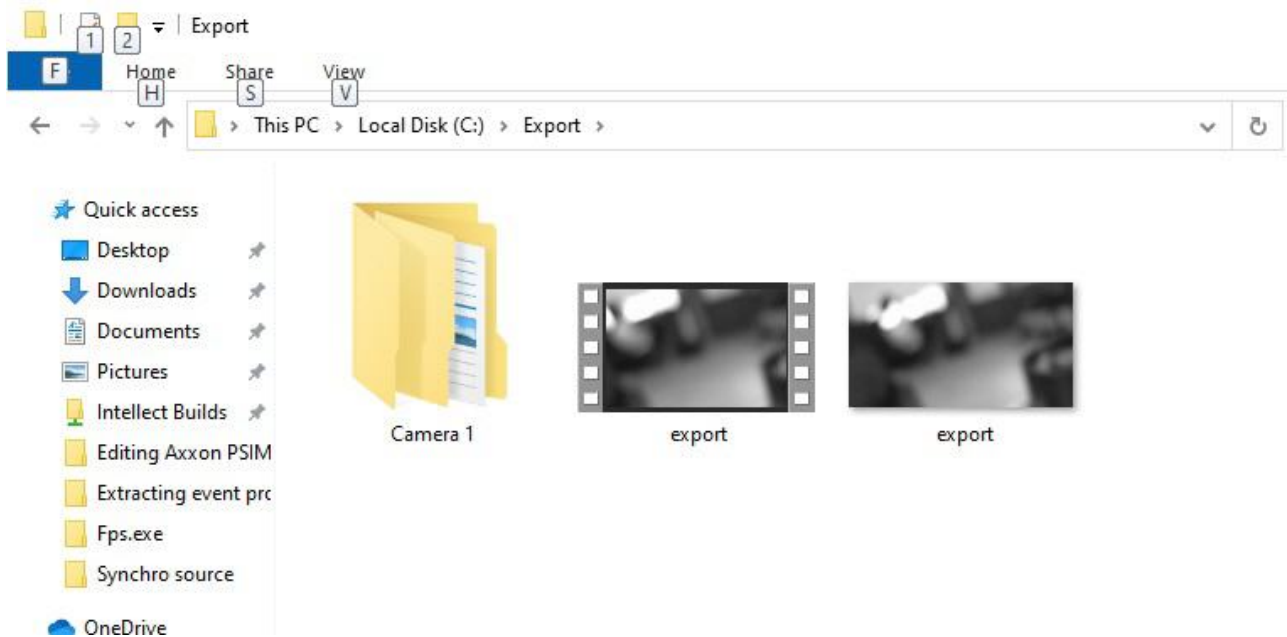 1 2 Export
F Home Share View
H S V
This PC > Local Disk (C:) > Export >
Quick access
Desktop
Downloads
Documents
Pictures
Intellect Builds
Editing Axxon PSIM
Extracting event prc
Fps.exe
Synchro source
OneDrive
Camera 1
export
export